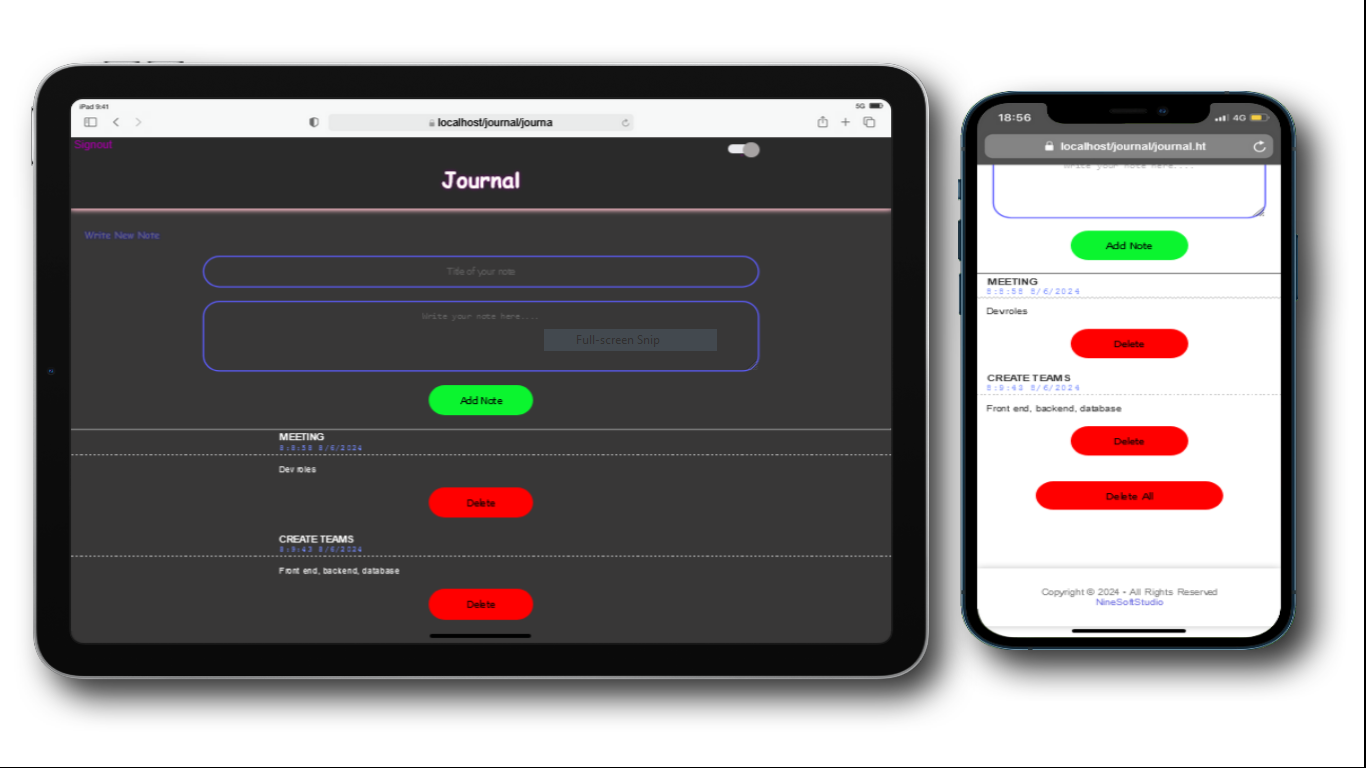 iPad 9:41
5G
localhost/journal/journa
Signout
Journal
Write New Note
Title of your note
Write your note here....
Full-screen Snip
Add Note
MEETING
8:8:58 8/6/2024
Dev roles
Delete
CREATE TEAMS
8:9:43 8/6/2024
Front end, backend, database
Delete
18:56
4G
localhost/journal/journal.ht
Write your note here....
Add Note
MEETING
8:8:58 8/6/2024
Devroles
Delete
CREATE TEAMS
8:9:43 8/6/2024
Front end, backend, database
Delete
Delete All
Copyright © 2024 - All Rights Reserved
NineSoftStudio